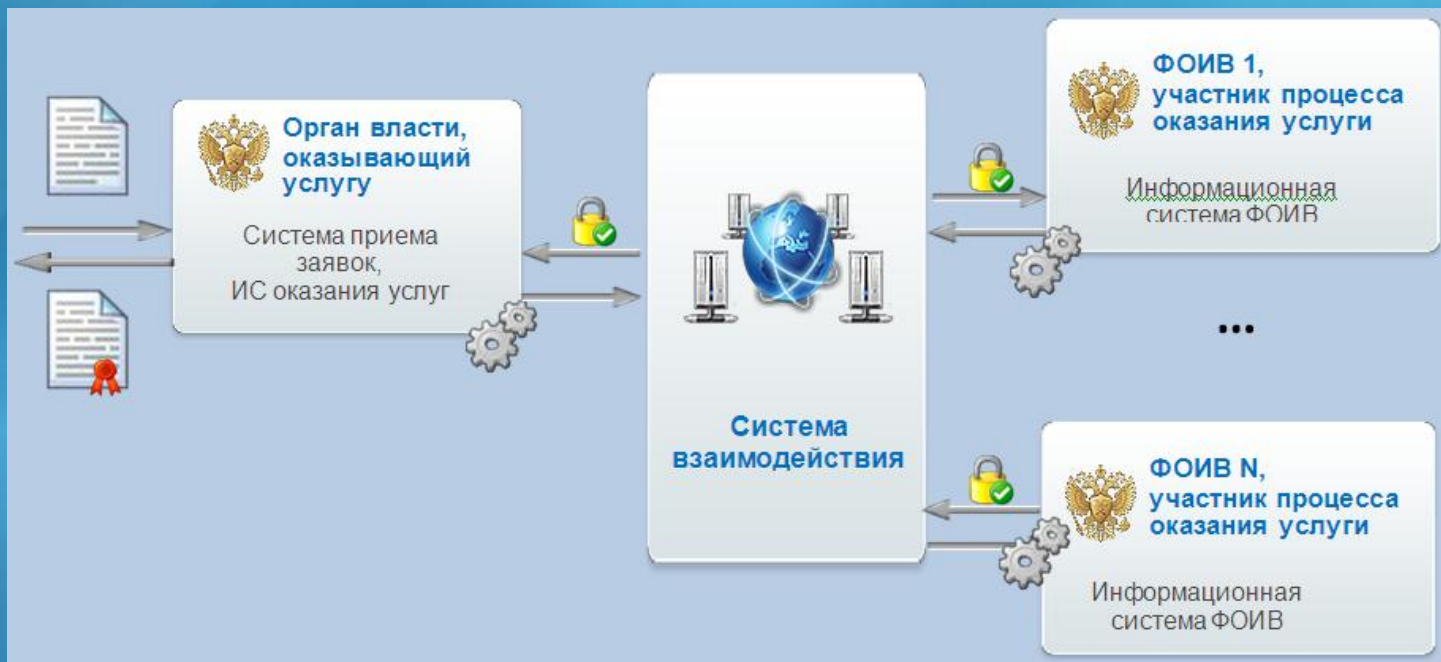 Орган власти,
оказывающий
услугу
Система приема
заявок,
ИС оказания услуг
Система
взаимодействия
ФОИВ 1,
участник процесса
оказания услуги
Информационная
система ФОИВ
...
ФОИВ N,
участник процесса
оказания услуги
Информационная
система ФОИВ